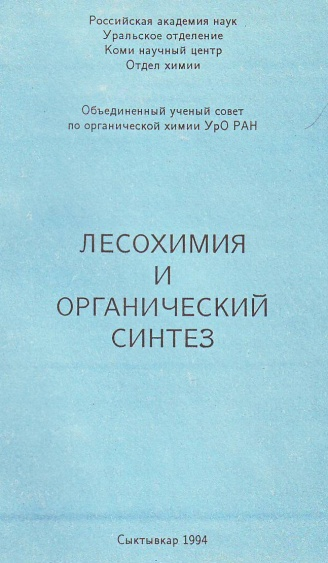 Российская академия наук
Уральское отделение
Коми научный центр
Отдел химии
Объединенный ученый совет
по органической химии УрО РАН
ЛЕСОХИМИЯ
И
ОРГАНИЧЕСКИЙ
СИНТЕЗ
Сыктывкар 1994